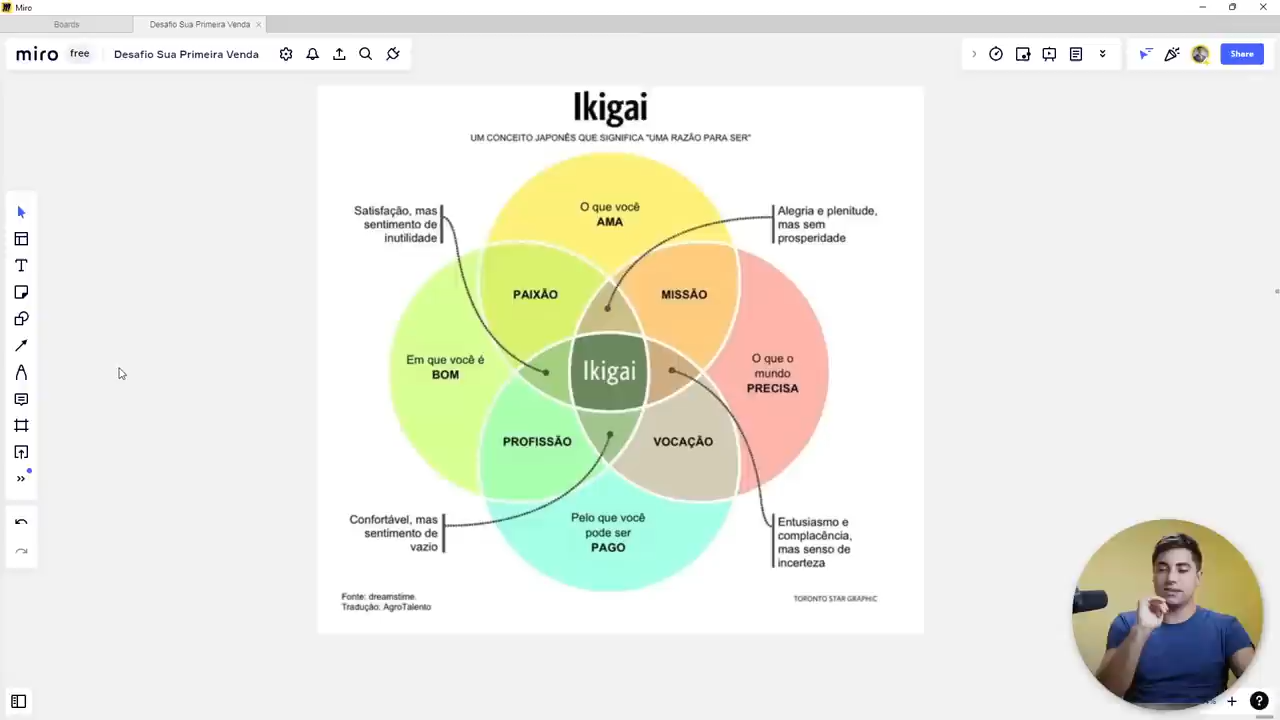 Miro
Boards
Desafio Sua Primeira Venda
miro free Desafio Sua Primeira Venda
Share
Ikigai
UM CONCEITO JAPONÊS QUE SIGNIFICA "UMA RAZÃO PARA SER"
Satisfação, mas
sentimento de
inutilidade
O que você
AMA
Alegria e plenitude,
mas sem
prosperidade
PAIXÃO
MISSÃO
Em que você é
BOM
Ikigai
O que o
mundo
PRECISA
PROFISSÃO
VOCAÇÃO
Confortável, mas
sentimento de
vazio
Pelo que você
pode ser
PAGO
Entusiasmo e
complacência,
mas senso de
incerteza
Fonte: dreamstime.
Tradução: AgroTalento
TORONTO STAR GRAPHIC